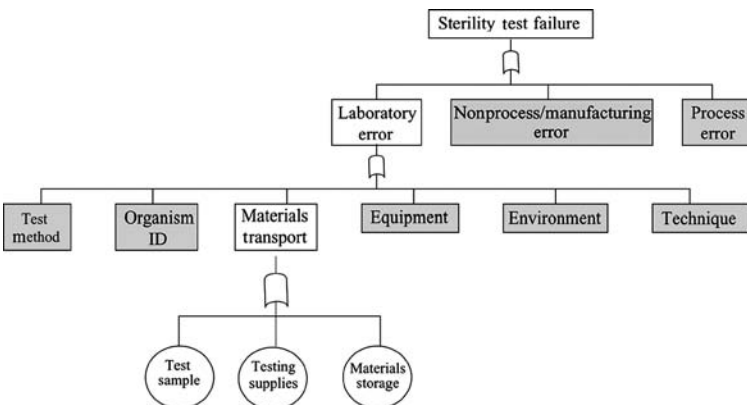 Sterility test failure
Laboratory
error
Nonprocess/manufacturing
error
Process
error
Test
method
Organism
ID
Materials
transport
Equipment
Environment
Technique
Test
sample
Testing
supplies
Materials
storage